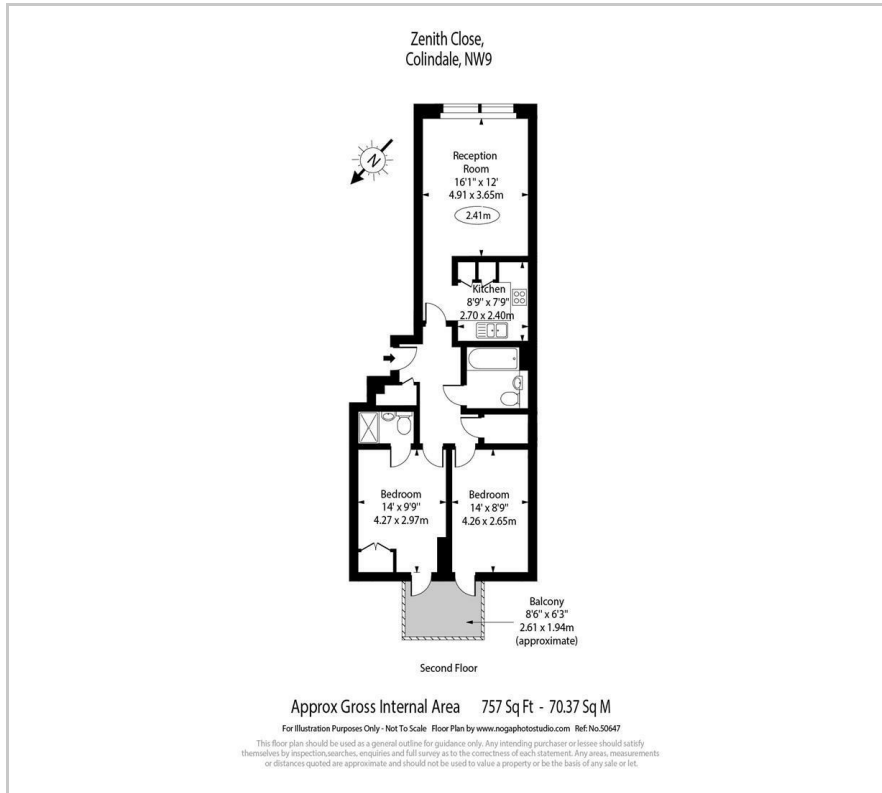 Zenith Close,
Colindale, NW9
N
Reception
Room
16'1" x 12'
4.91 x 3.65m
2.41m
Kitchen
8'9" x 7'9"
2.70 x 2.40m
Bedroom
14' x 9'9"
4.27 x 2.97m
Bedroom
14' x 8'9"
4.26 x 2.65m
Balcony
8'6" x 6'3"
2.61 x 1.94m
(approximate)
Second Floor
Approx Gross Internal Area 757 Sq Ft - 70.37 Sq M
For Illustration Purposes Only - Not To Scale Floor Plan by www.nogaphotostudio.com Ref: No.50647
This floor plan should be used as a general outline for guidance only. Any intending purchaser or lessee should satisfy
themselves by inspection,searches, enquiries and full survey as to the correctness of each statement. Any areas, measurements
or distances quoted are approximate and should not be used to value a property or be the basis of any sale or let.